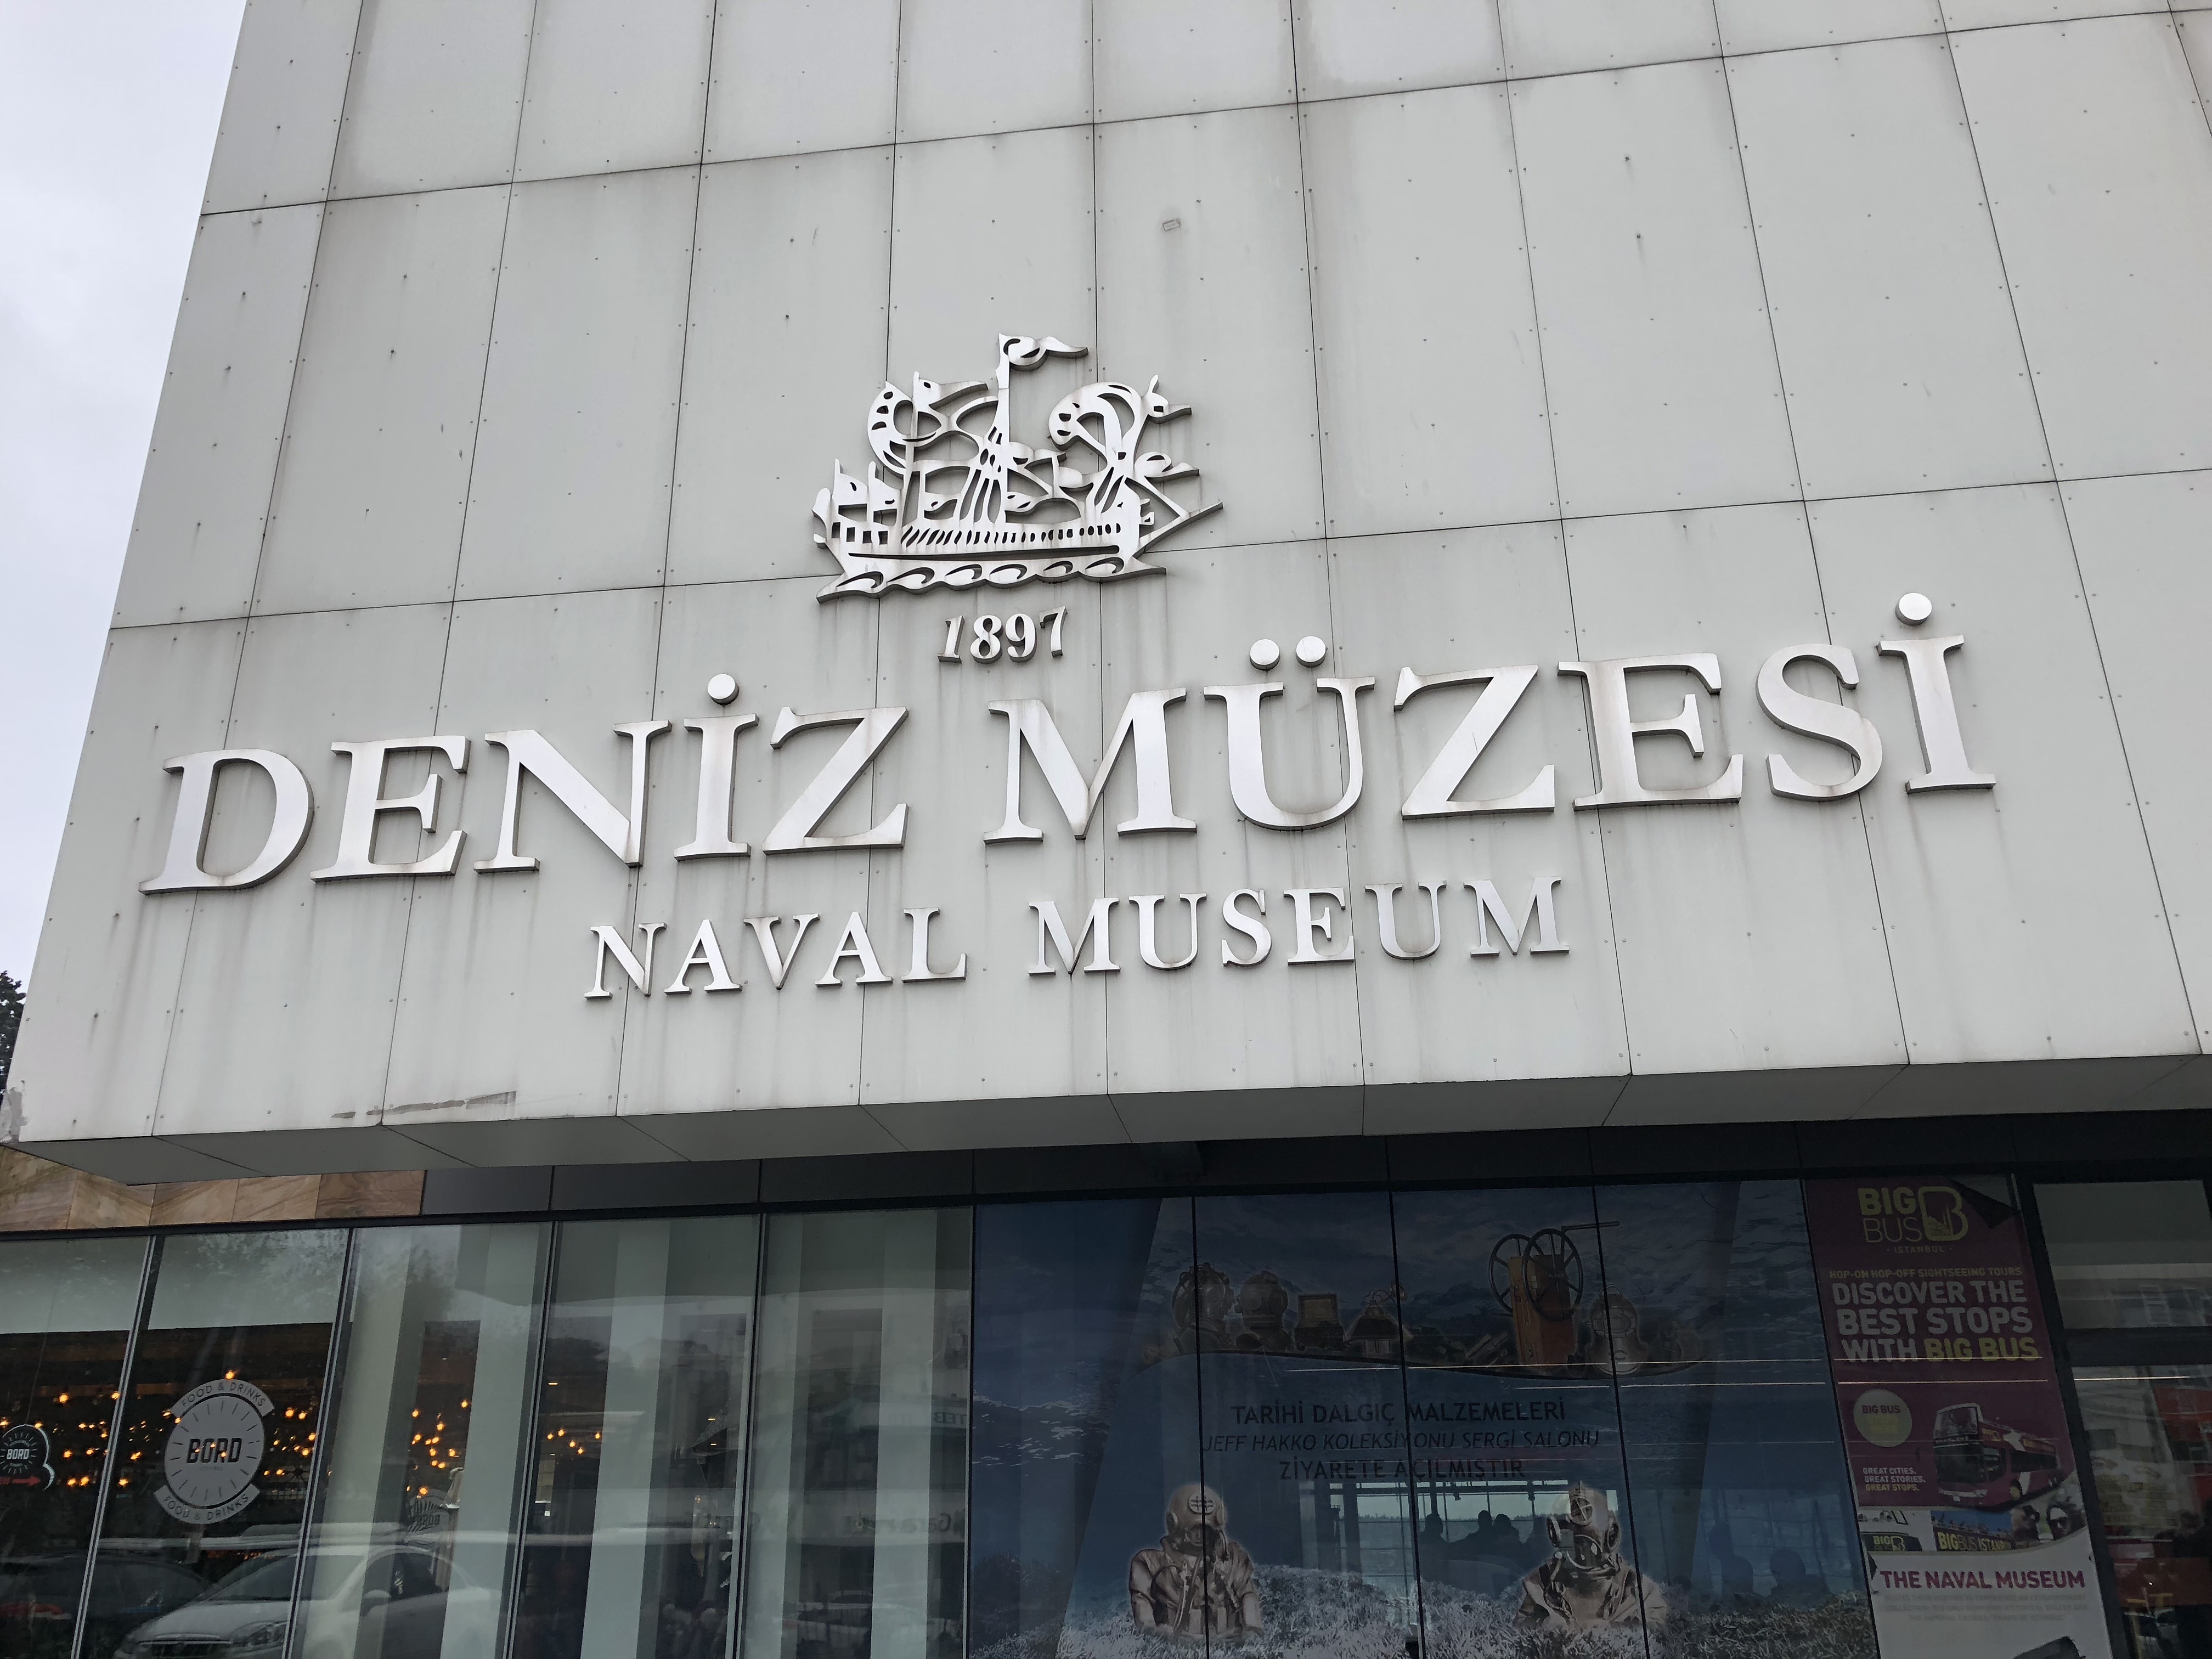 1897
DENİZ MÜZESİ
NAVAL MUSEUM
BIG
BUS
· ISTANBUL ·
HOP-ON HOP-OFF SIGHTSEEING TOURS
DISCOVER THE
BEST STOPS
WITH BIG BUS
BIG BUS
GREAT CITIES.
GREAT STORIES.
GREAT STOPS.
BIG
BIGBUS
THE NAVAL MUSEUM
TARİHİ DALGIÇ MALZEMELERİ
JEFF HAKKO KOLEKSİYONU SERGİ SALONU
ZİYARETE AÇILMIŞTIR
FOOD & DRINKS
BORD
FOOD & DRINKS
BORD